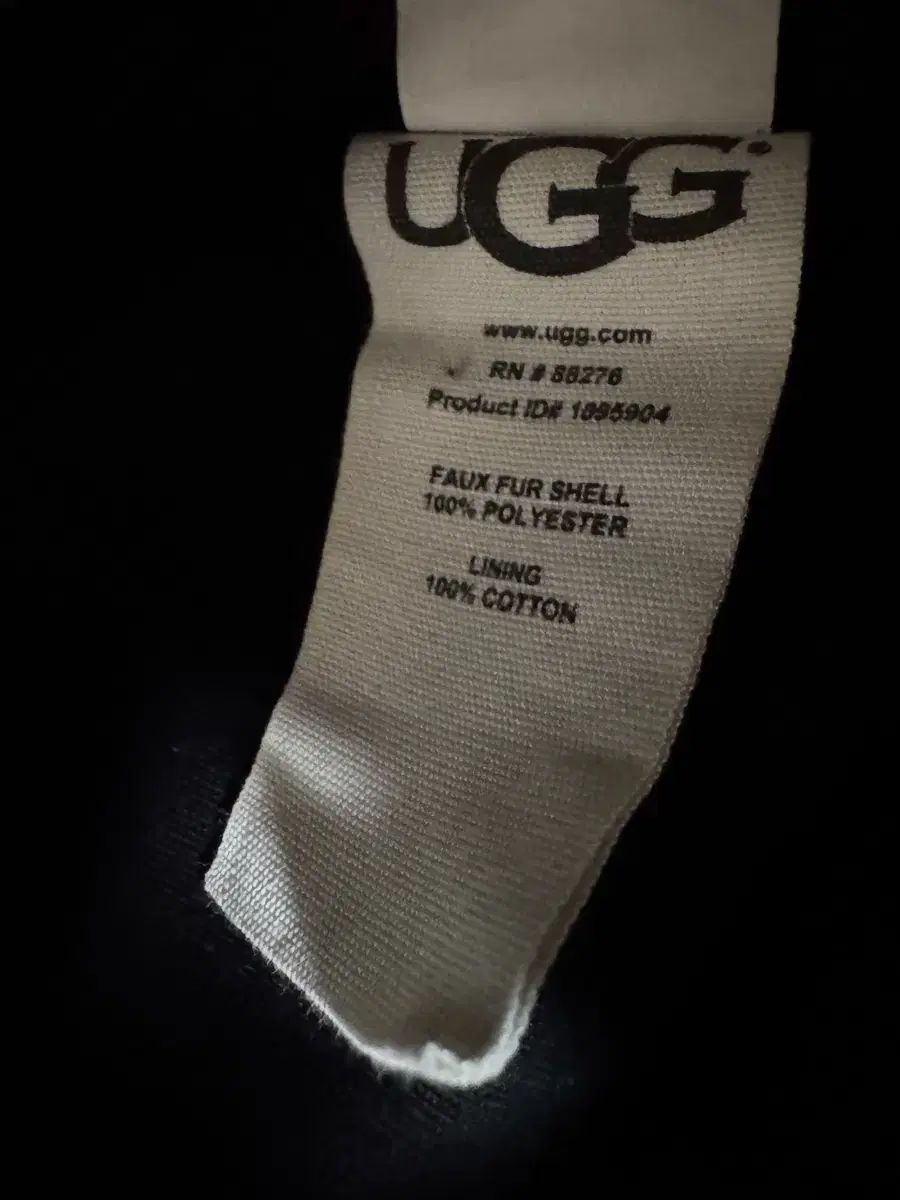 UGG®
www.ugg.com
RN # 88276
Product ID# 1095904
FAUX FUR SHELL
100% POLYESTER
LINING
100% COTTON